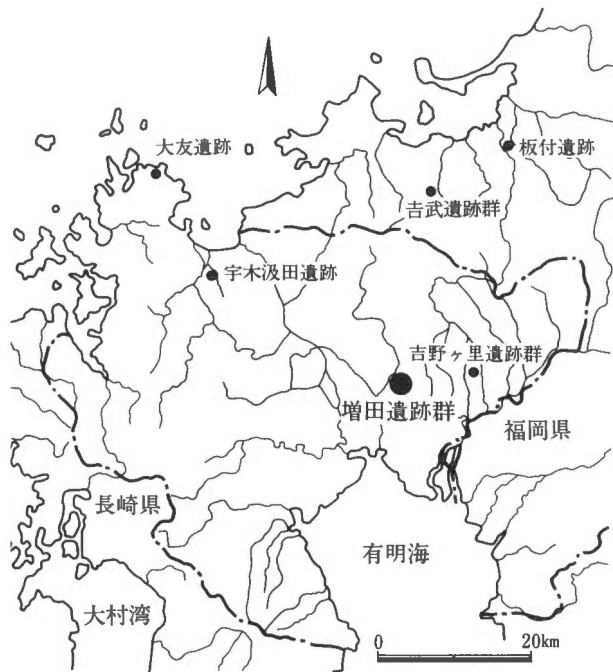 大友遺跡
板付遺跡
吉武遺跡群
宇木汲田遺跡
吉野ヶ里遺跡群
増田遺跡群
福岡県
長崎県
有明海
大村湾
0 20km